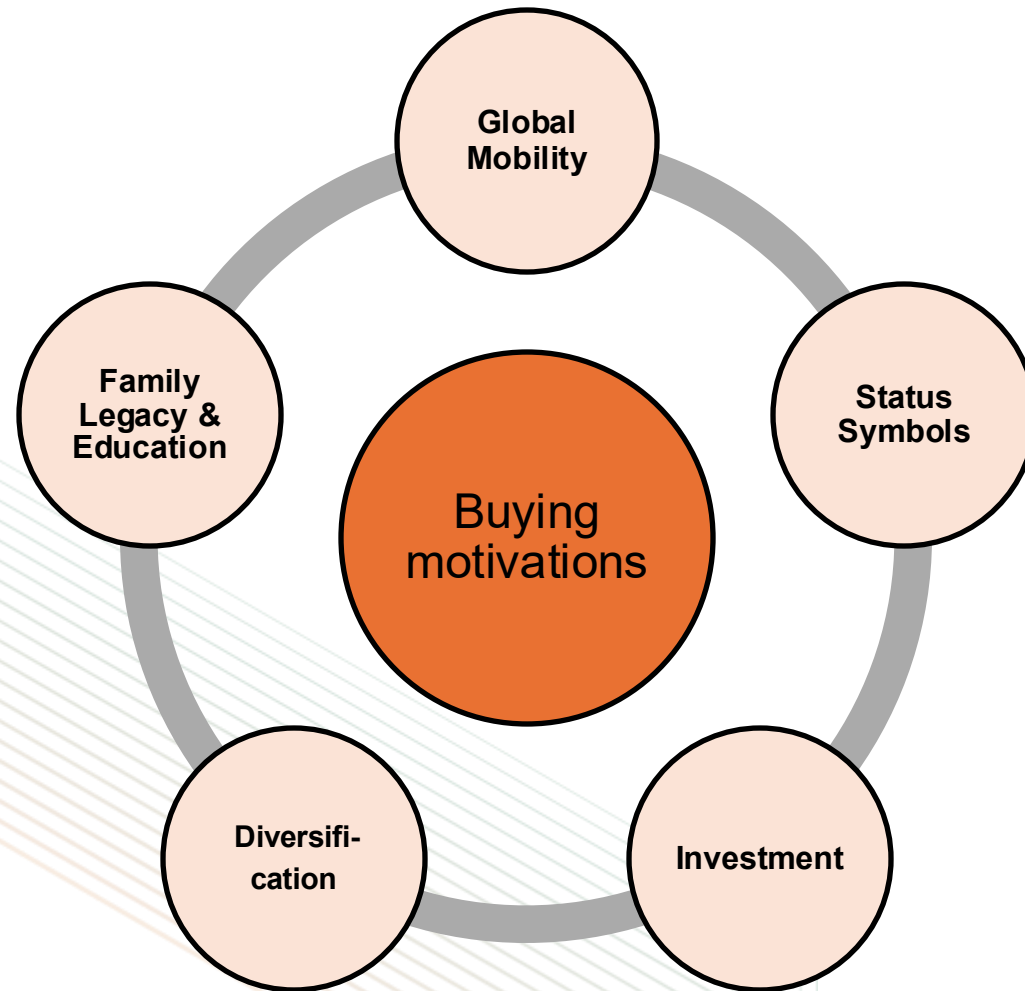 Global
Mobility
Status
Symbols
Investment
Diversifi-
cation
Family
Legacy &
Education
Buying
motivations